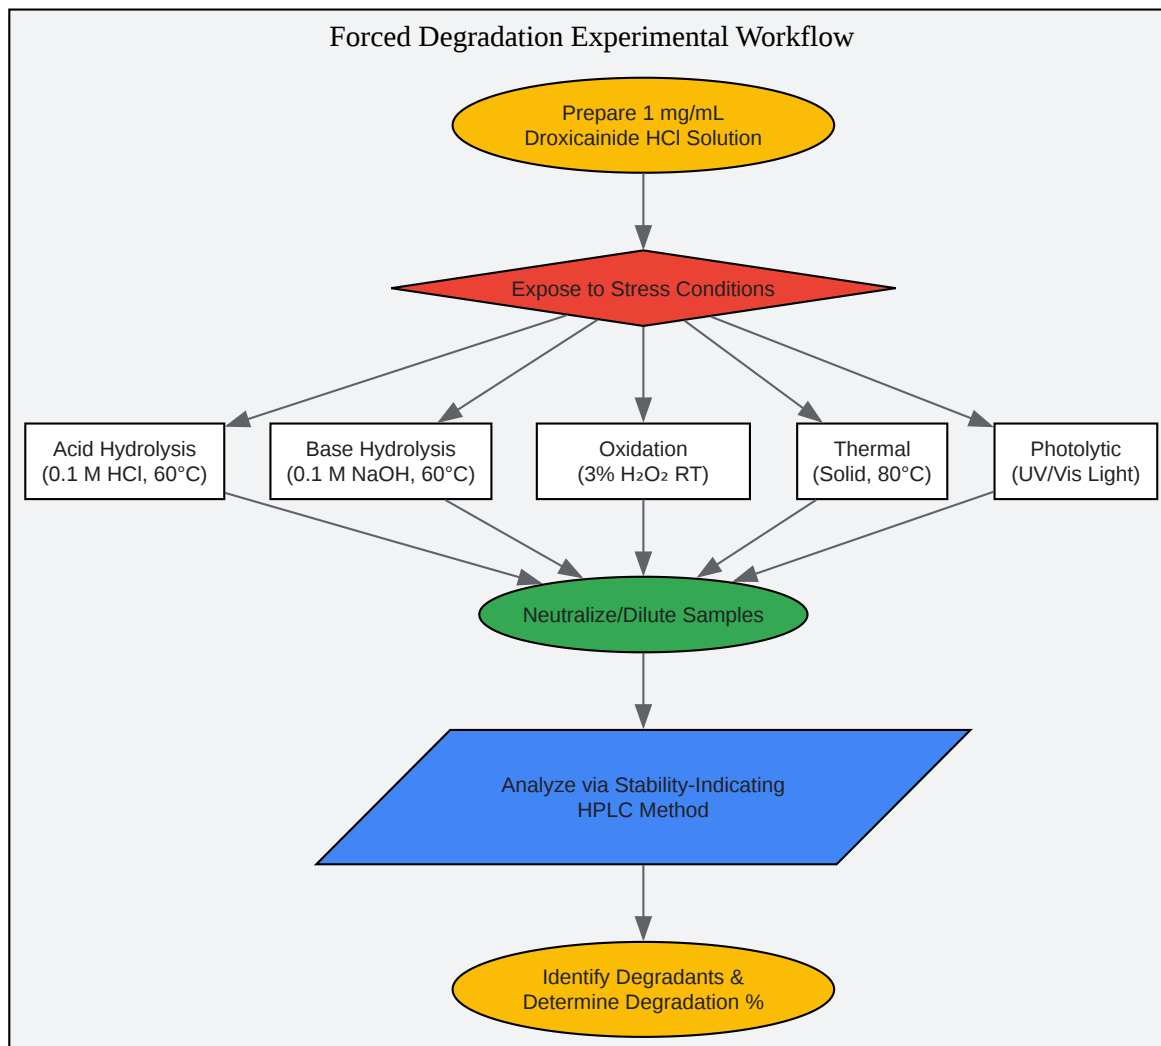 Forced Degradation Experimental Workflow
Prepare 1 mg/mL
Droxicainide HCl Solution
Expose to Stress Conditions
Acid Hydrolysis
(0.1 M HCl, 60°C)
Base Hydrolysis
(0.1 M NaOH, 60°C)
Oxidation
(3% H₂O₂ RT)
Thermal
(Solid, 80°C)
Photolytic
(UV/Vis Light)
Neutralize/Dilute Samples
Analyze via Stability-Indicating
HPLC Method
Identify Degradants &
Determine Degradation %